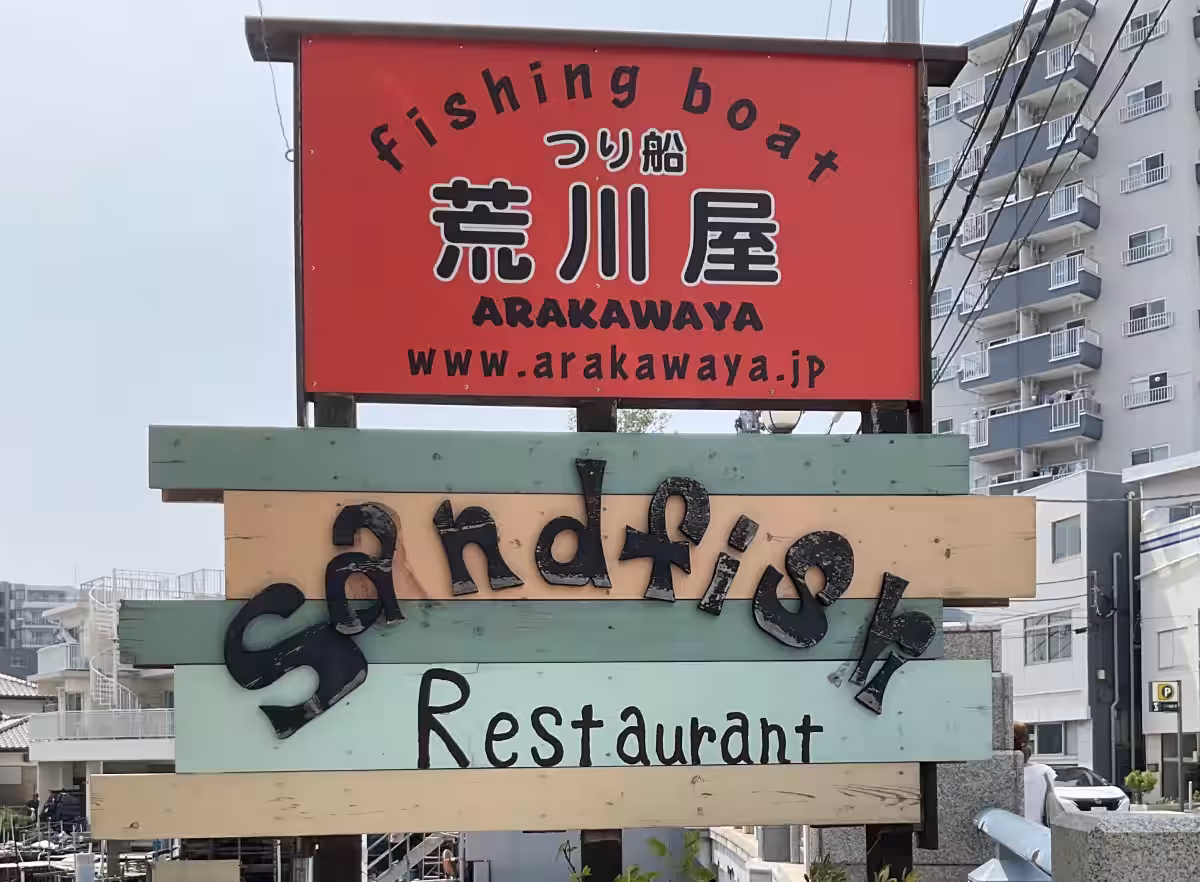 fishing boat
つり船
荒川屋
ARAKAWAYA
www.arakawaya.jp
Sandfish
Restaurant
P